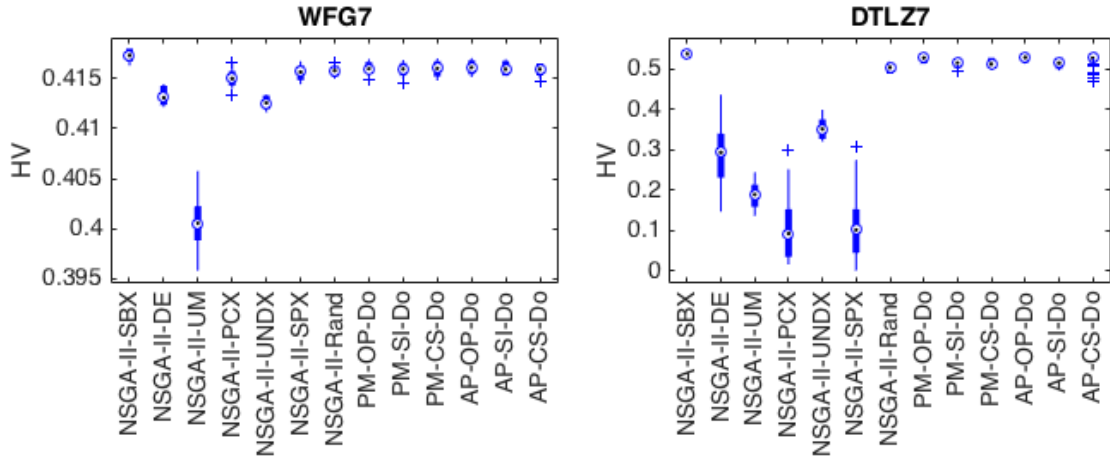 WFG7
HV
0.415
0.41
0.405
0.4
0.395
NSGA-II-SBX
NSGA-II-DE
NSGA-II-UM
NSGA-II-PCX
NSGA-II-UNDX
NSGA-II-SPX
NSGA-II-Rand
PM-OP-Do
PM-SI-Do
PM-CS-Do
AP-OP-Do
AP-SI-Do
AP-CS-Do
DTLZ7
HV
0.5
0.4
0.3
0.2
0.1
0
NSGA-II-SBX
NSGA-II-DE
NSGA-II-UM
NSGA-II-PCX
NSGA-II-UNDX
NSGA-II-SPX
NSGA-II-Rand
PM-OP-Do
PM-SI-Do
PM-CS-Do
AP-OP-Do
AP-SI-Do
AP-CS-Do